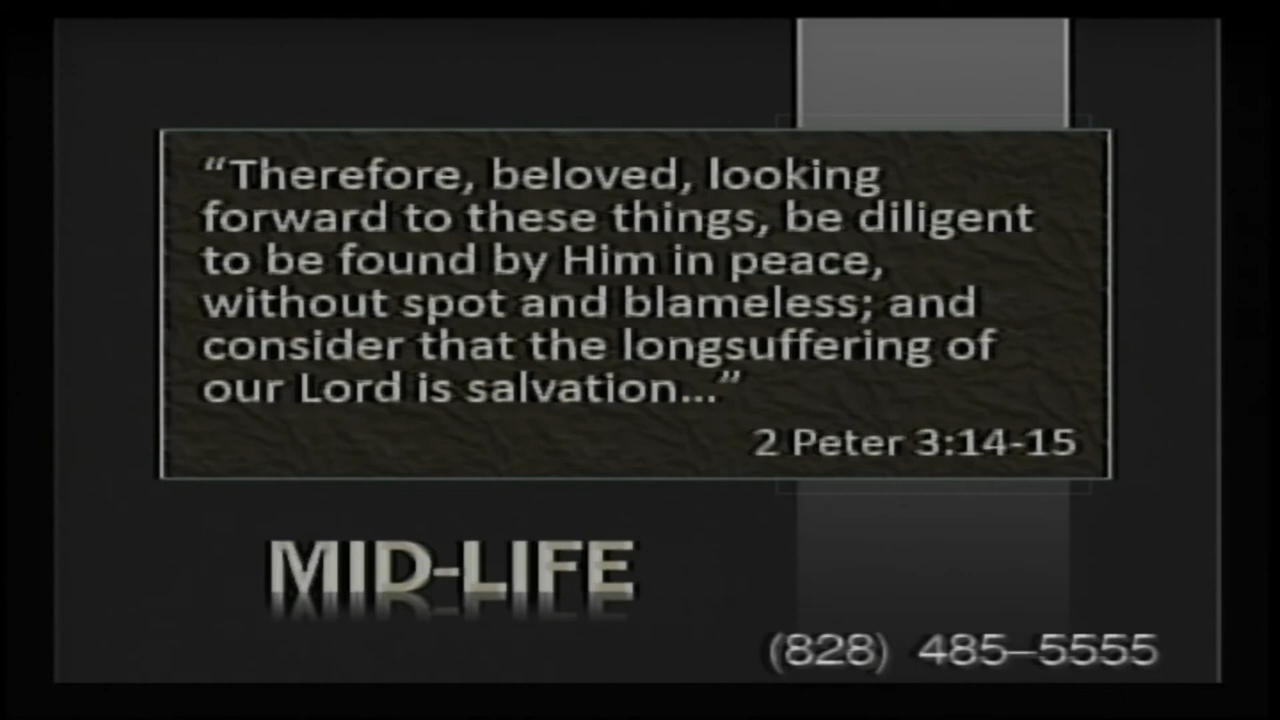 “Therefore, beloved, looking
forward to these things, be diligent
to be found by Him in peace,
without spot and blameless; and
consider that the longsuffering of
our Lord is salvation...”
2 Peter 3:14-15
MID-LIFE
(828) 485–5555